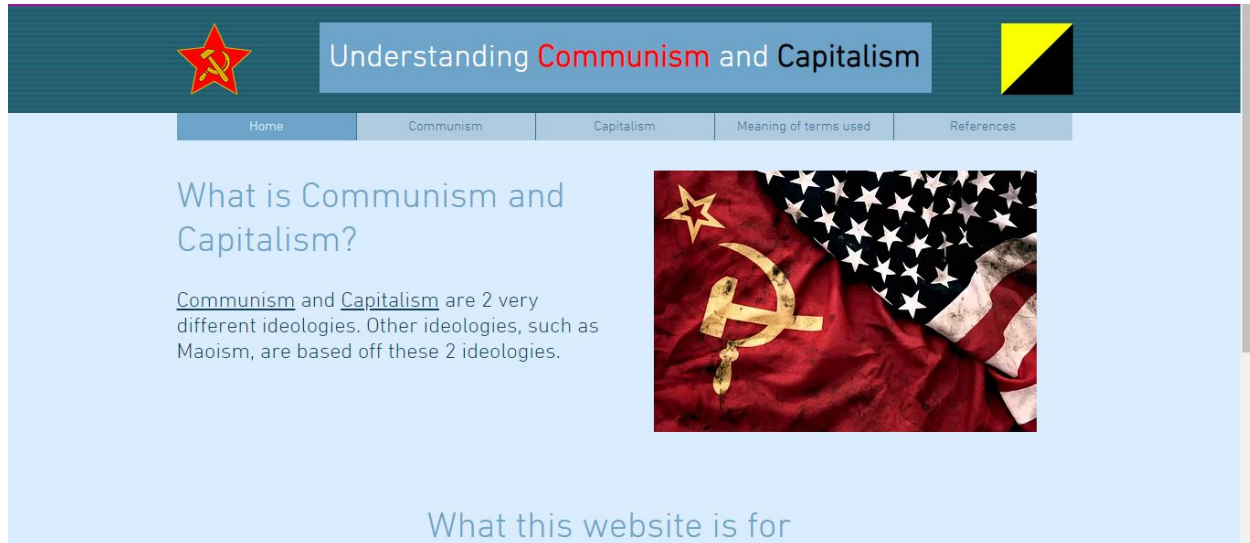 Understanding Communism and Capitalism
Home
Communism
Capitalism
Meaning of terms used
References
What is Communism and
Capitalism?
Communism and Capitalism are 2 very
different ideologies. Other ideologies, such as
Maoism, are based off these 2 ideologies.
What this website is for